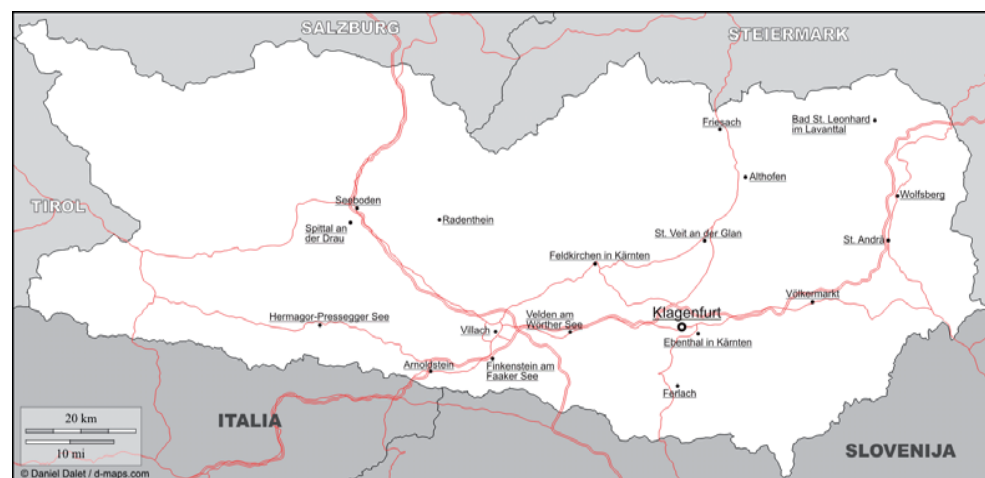 SALZBURG
STEIERMARK
Friesach
Bad St. Leonhard
im Lavanttal
Althofen
Wolfsberg
TIROL
Seeboden
Spittal an
der Drau
Radenthein
St. Veit an der Glan
St. Andrä
Feldkirchen in Kärnten
Völkermarkt
Hermagor-Pressegger See
Villach
Velden am
Wörther See
Klagenfurt
Ebenthal in Kärnten
Arnoldstein
Finkenstein am
Faaker See
Ferlach
20 km
10 mi
ITALIA
SLOVENIJA
© Daniel Dalet / d-maps.com